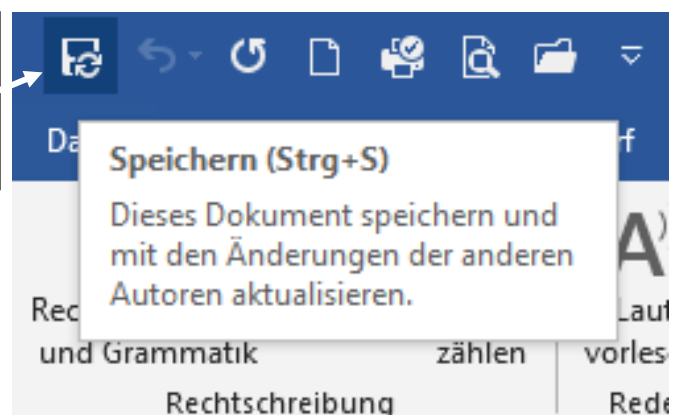 Speichern (Strg+S)
Dieses Dokument speichern und
mit den Änderungen der anderen
Autoren aktualisieren.
und Grammatik zählen
Rechtschreibung